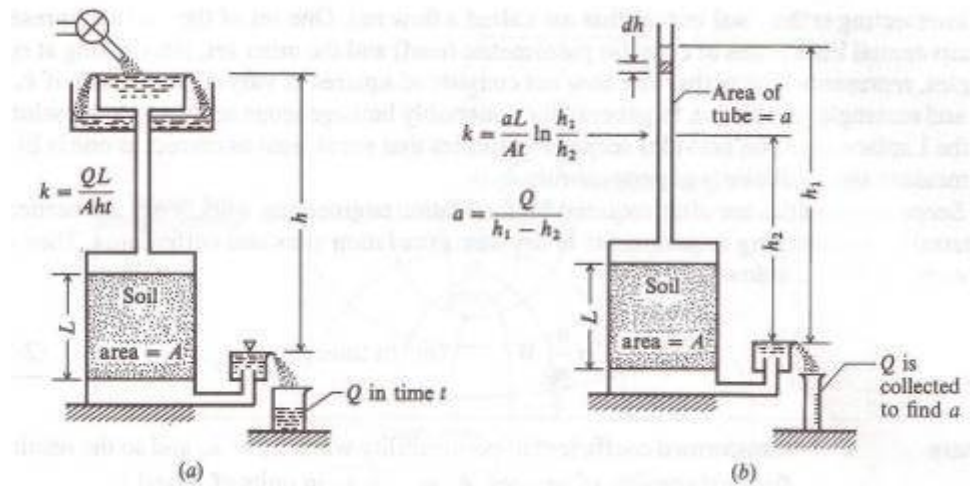 dh
Area of
tube = a
k = aL/At ln h₁/h₂
k = QL/Aht
h
a = Q/(h₁ − h₂)
h₁
h₂
Soil
L
area = A
Q in time t
Soil
L
area = A
Q is
collected
to find a
(a)
(b)